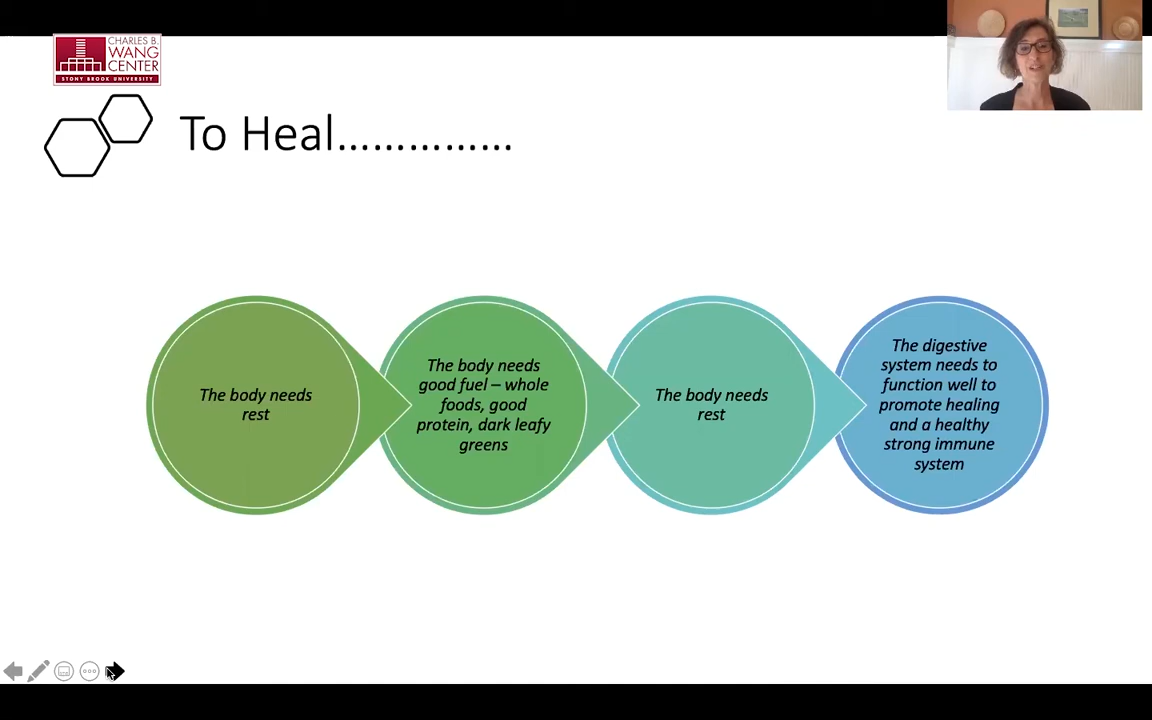 CHARLES B.
WANG
CENTER
STONY BROOK UNIVERSITY
To Heal...............
The body needs
rest
The body needs
good fuel – whole
foods, good
protein, dark leafy
greens
The body needs
rest
The digestive
system needs to
function well to
promote healing
and a healthy
strong immune
system